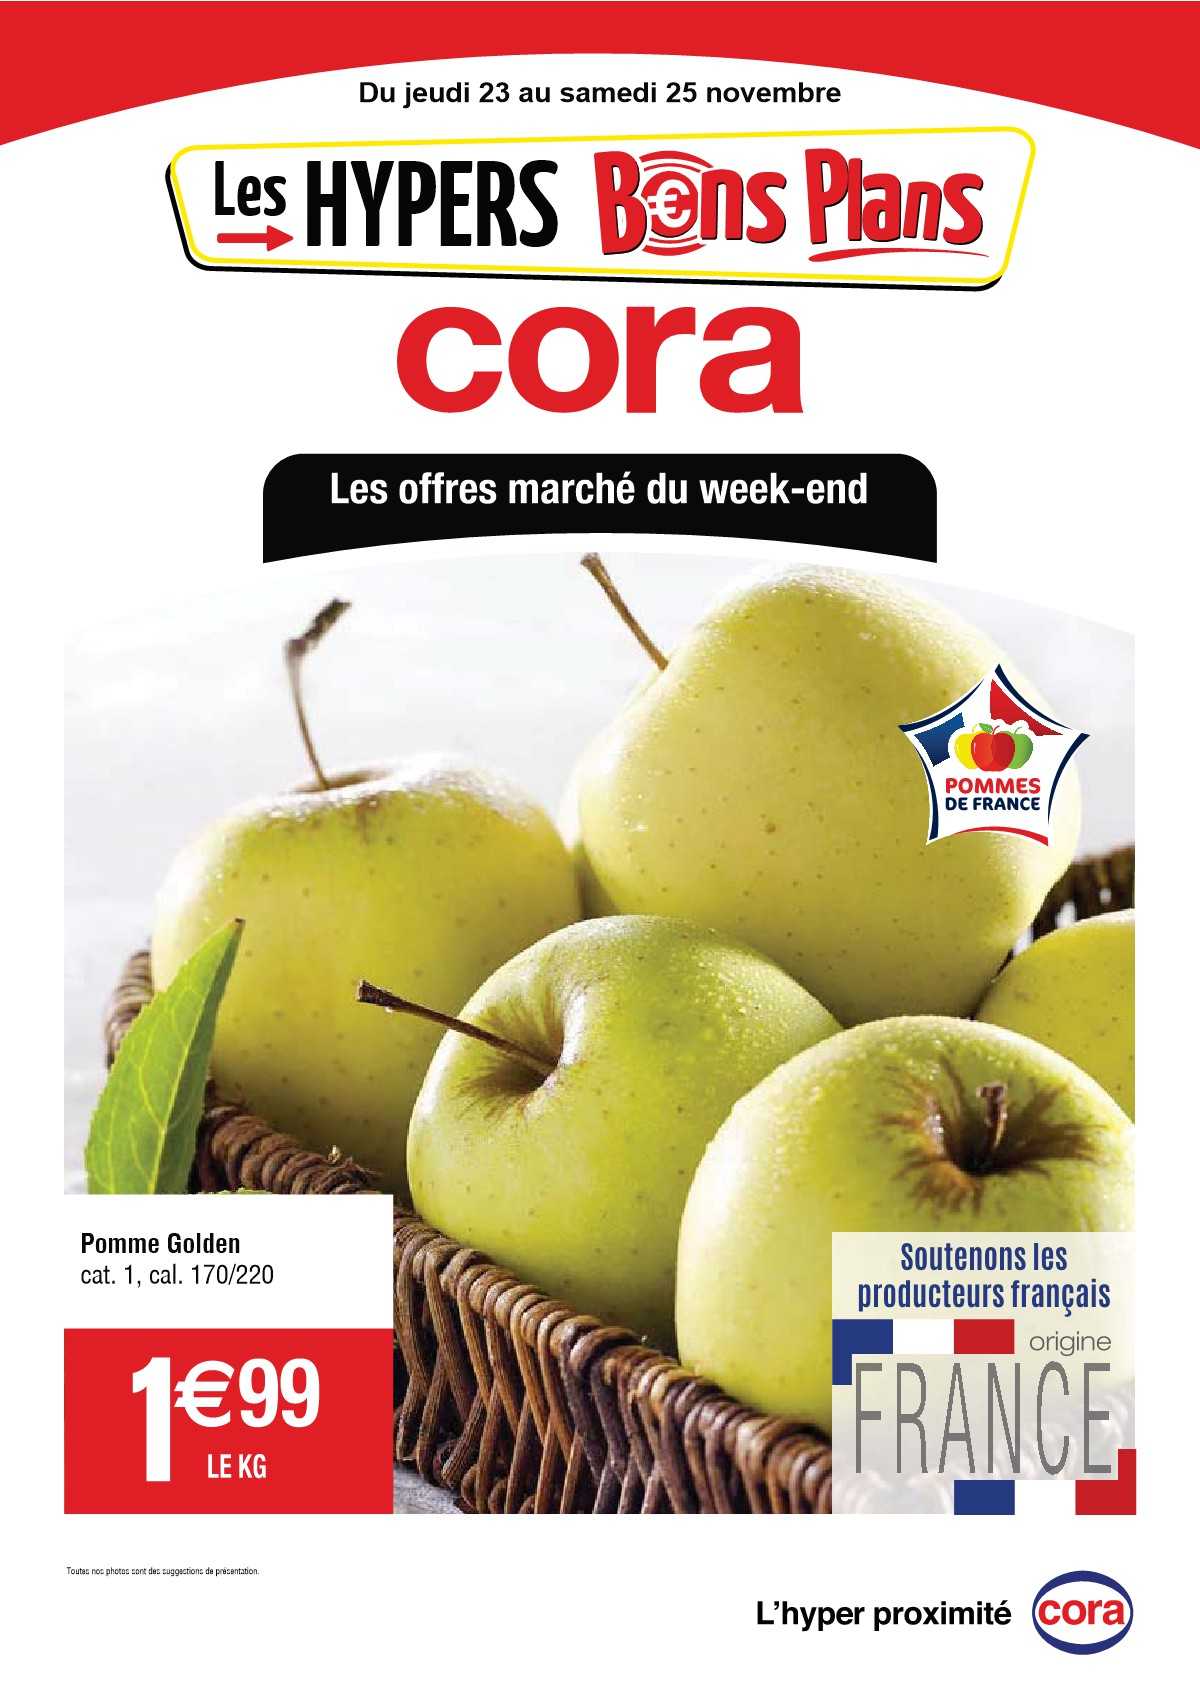 Du jeudi 23 au samedi 25 novembre
Les HYPERS Bons Plans
cora
Les offres marché du week-end
POMMES
DE FRANCE
Pomme Golden
cat. 1, cal. 170/220
1€99
LE KG
Soutenons les
producteurs français
origine
FRANCE
Toutes nos photos sont des suggestions de présentation.
L'hyper proximité cora